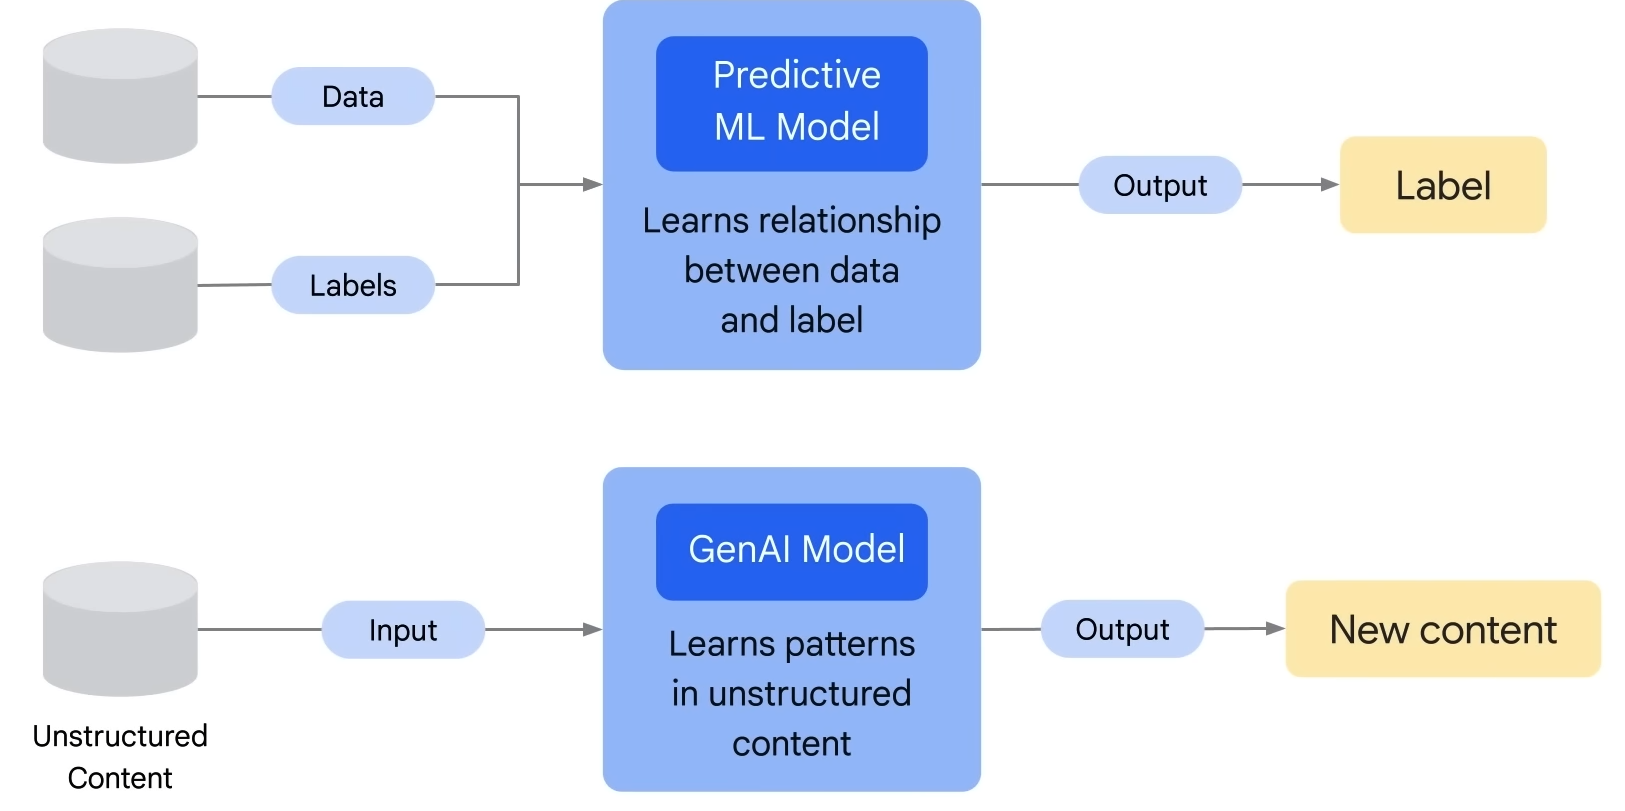 Data
Labels
Predictive
ML Model
Learns relationship
between data
and label
Output
Label
Unstructured
Content
Input
GenAI Model
Learns patterns
in unstructured
content
Output
New content